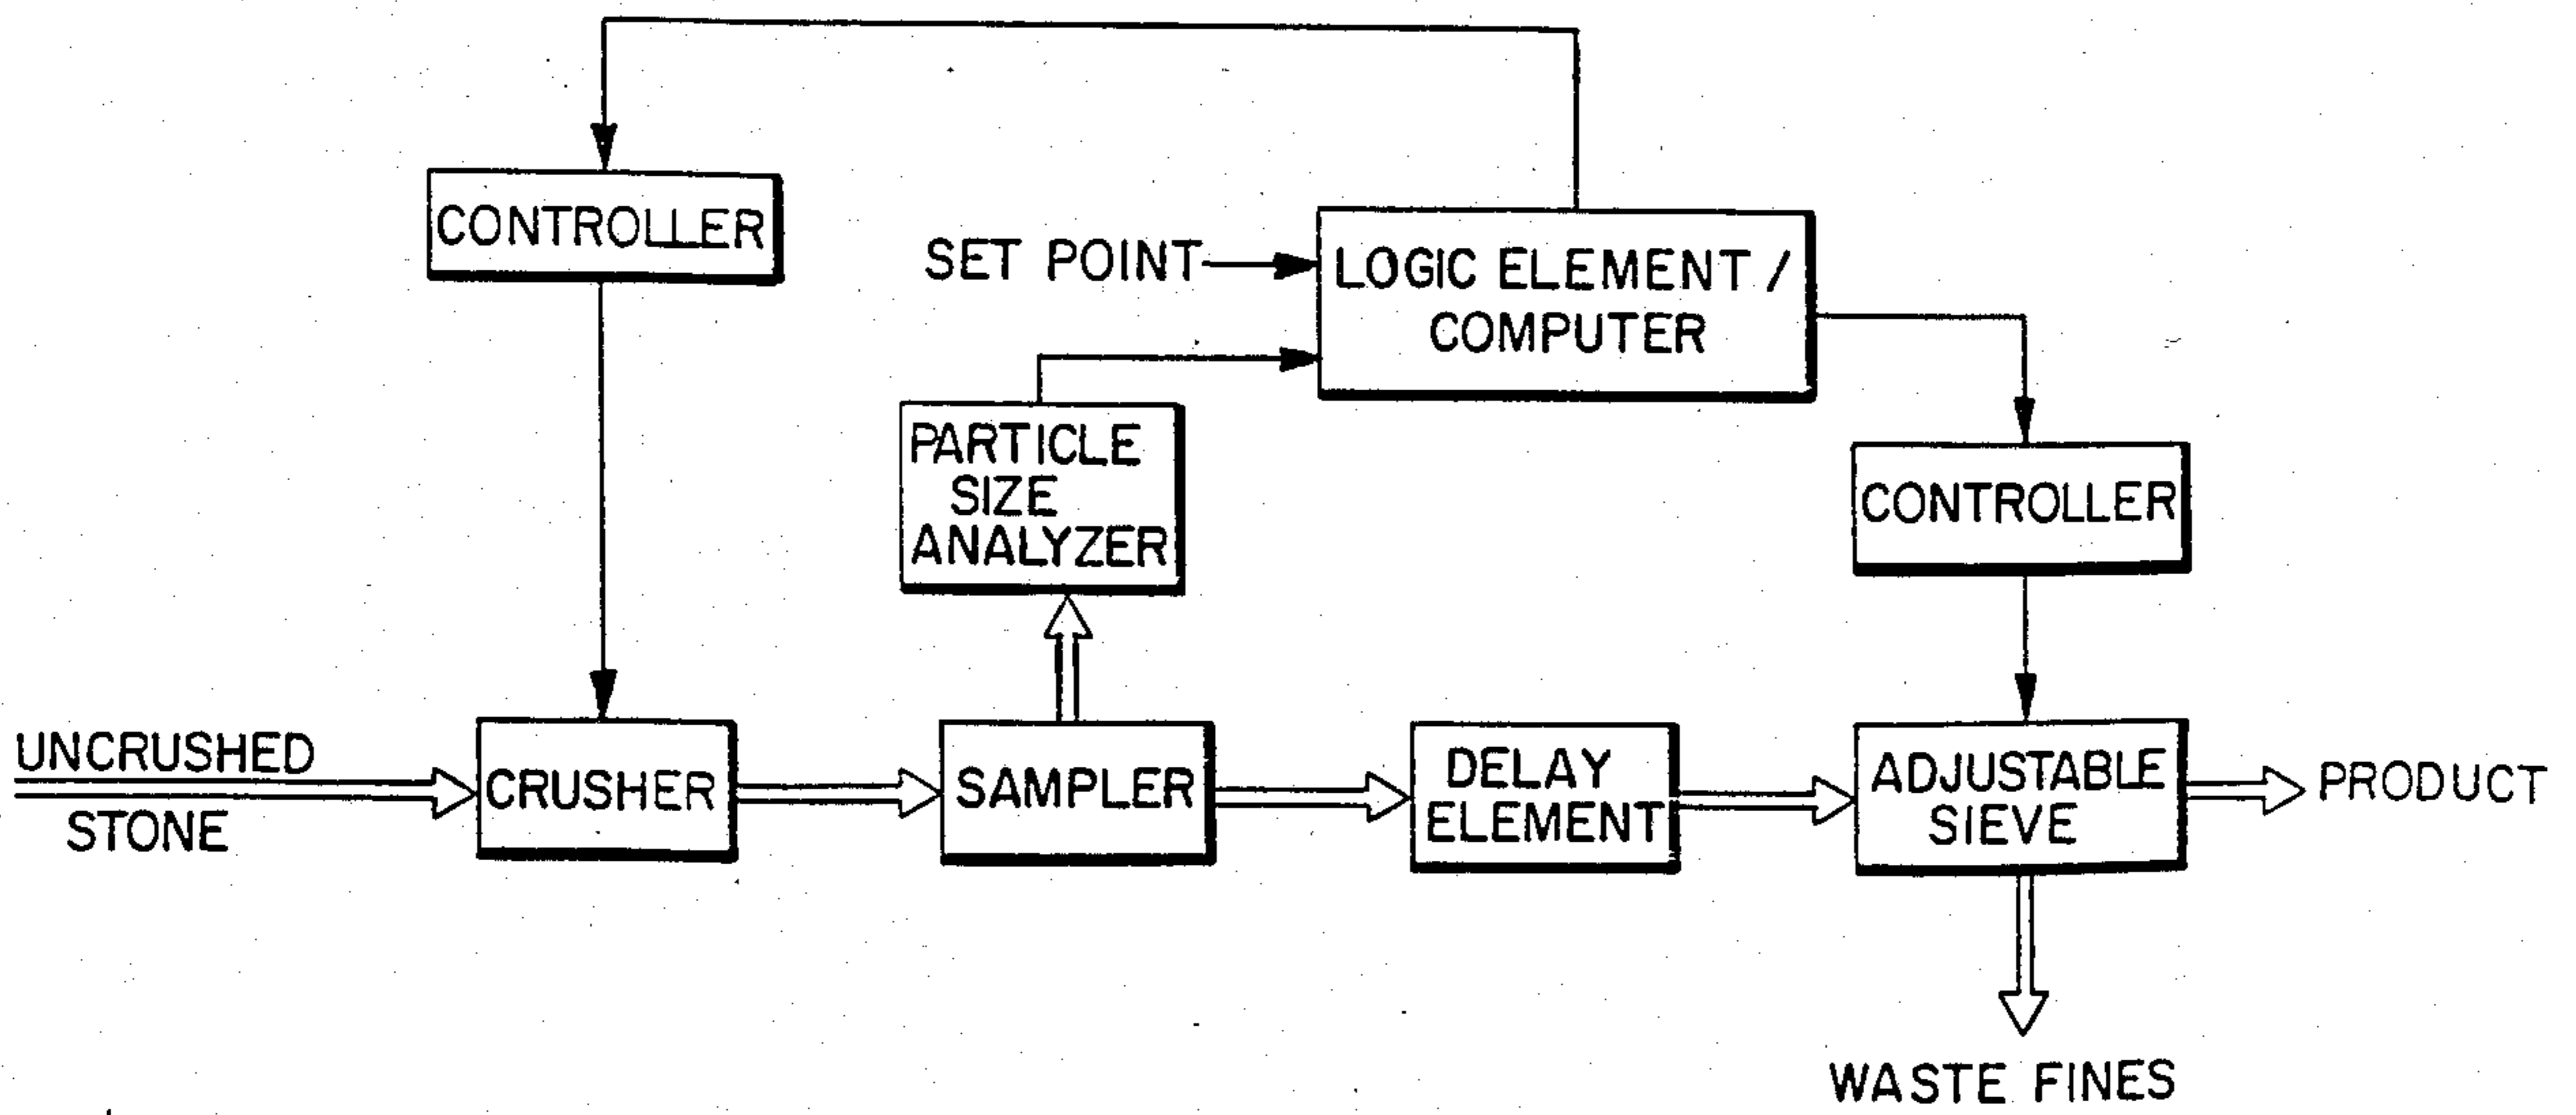 CONTROLLER
SET POINT
LOGIC ELEMENT /
COMPUTER
PARTICLE
SIZE
ANALYZER
CONTROLLER
UNCRUSHED
STONE
CRUSHER
SAMPLER
DELAY
ELEMENT
ADJUSTABLE
SIEVE
PRODUCT
WASTE FINES